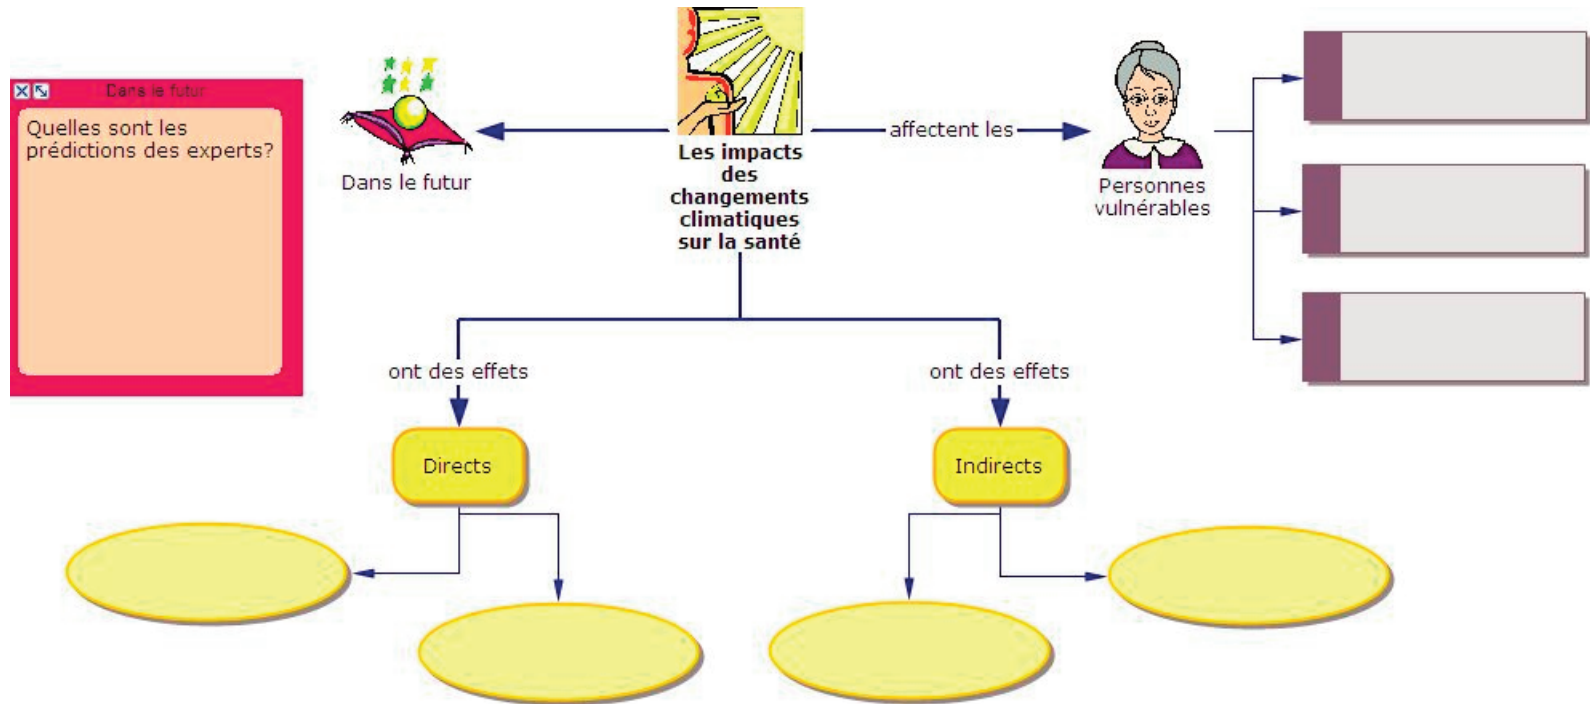 Dans le futur
Quelles sont les
prédictions des experts?
Dans le futur
Les impacts
des
changements
climatiques
sur la santé
affectent les
Personnes
vulnérables
ont des effets
ont des effets
Directs
Indirects